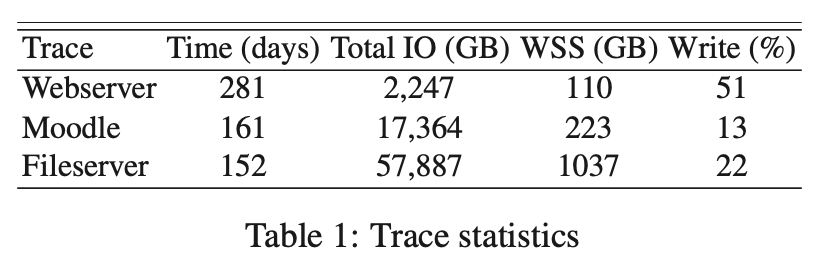 Trace Time (days) Total IO (GB) WSS (GB) Write (%)
Webserver 281 2,247 110 51
Moodle 161 17,364 223 13
Fileserver 152 57,887 1037 22
Table 1: Trace statistics